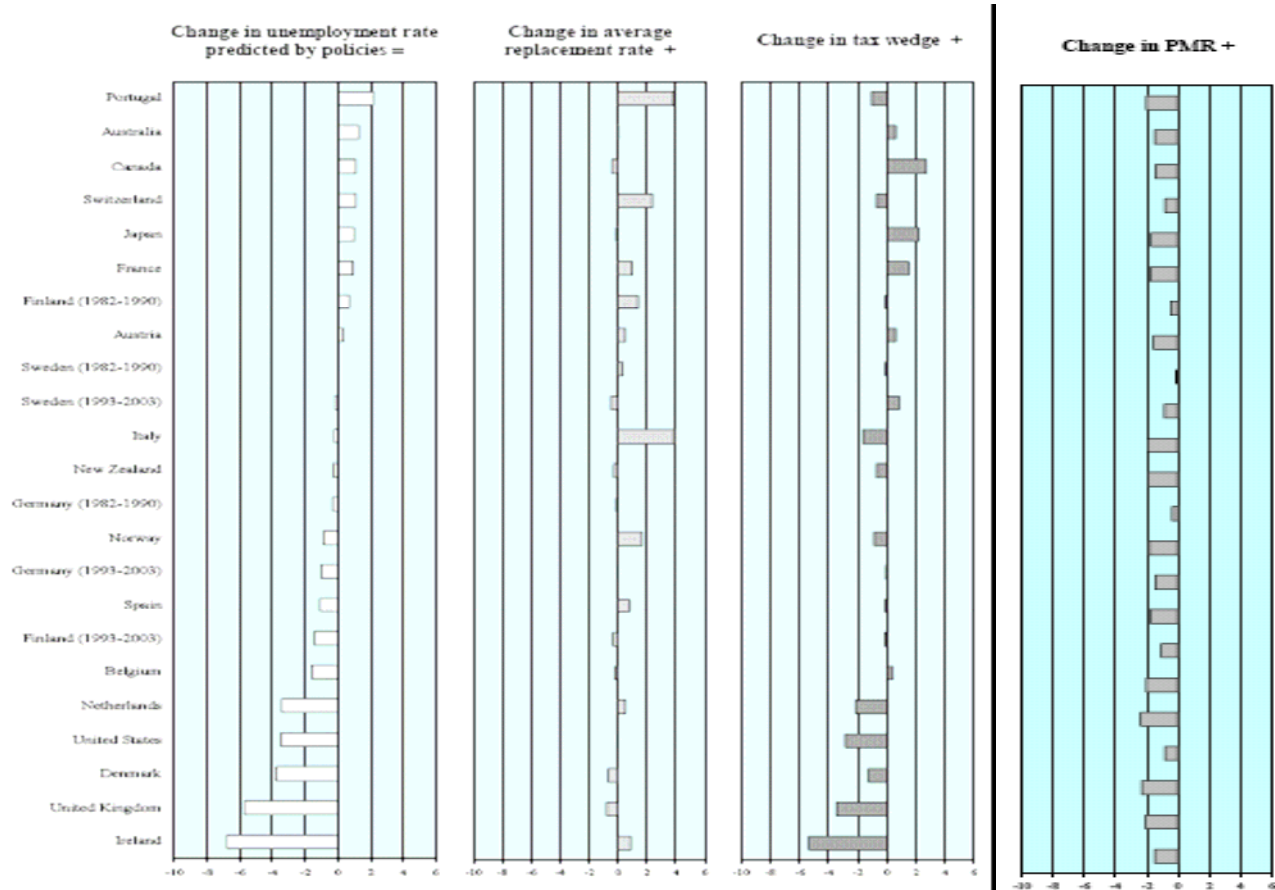 Change in unemployment rate
predicted by policies =
Change in average
replacement rate +
Change in tax wedge +
Change in PMR +
Portugal
Australia
Canada
Switzerland
Japan
France
Finland (1982-1990)
Austria
Sweden (1982-1990)
Sweden (1993-2003)
Italy
New Zealand
Germany (1982-1990)
Norway
Germany (1993-2003)
Spain
Finland (1993-2003)
Belgium
Netherlands
United States
Denmark
United Kingdom
Ireland
-10 -8 -6 -4 -2 0 2 4 6
-10 -8 -6 -4 -2 0 2 4 6
-10 -8 -6 -4 -2 0 2 4 6
-10 -8 -6 -4 -2 0 2 4 6